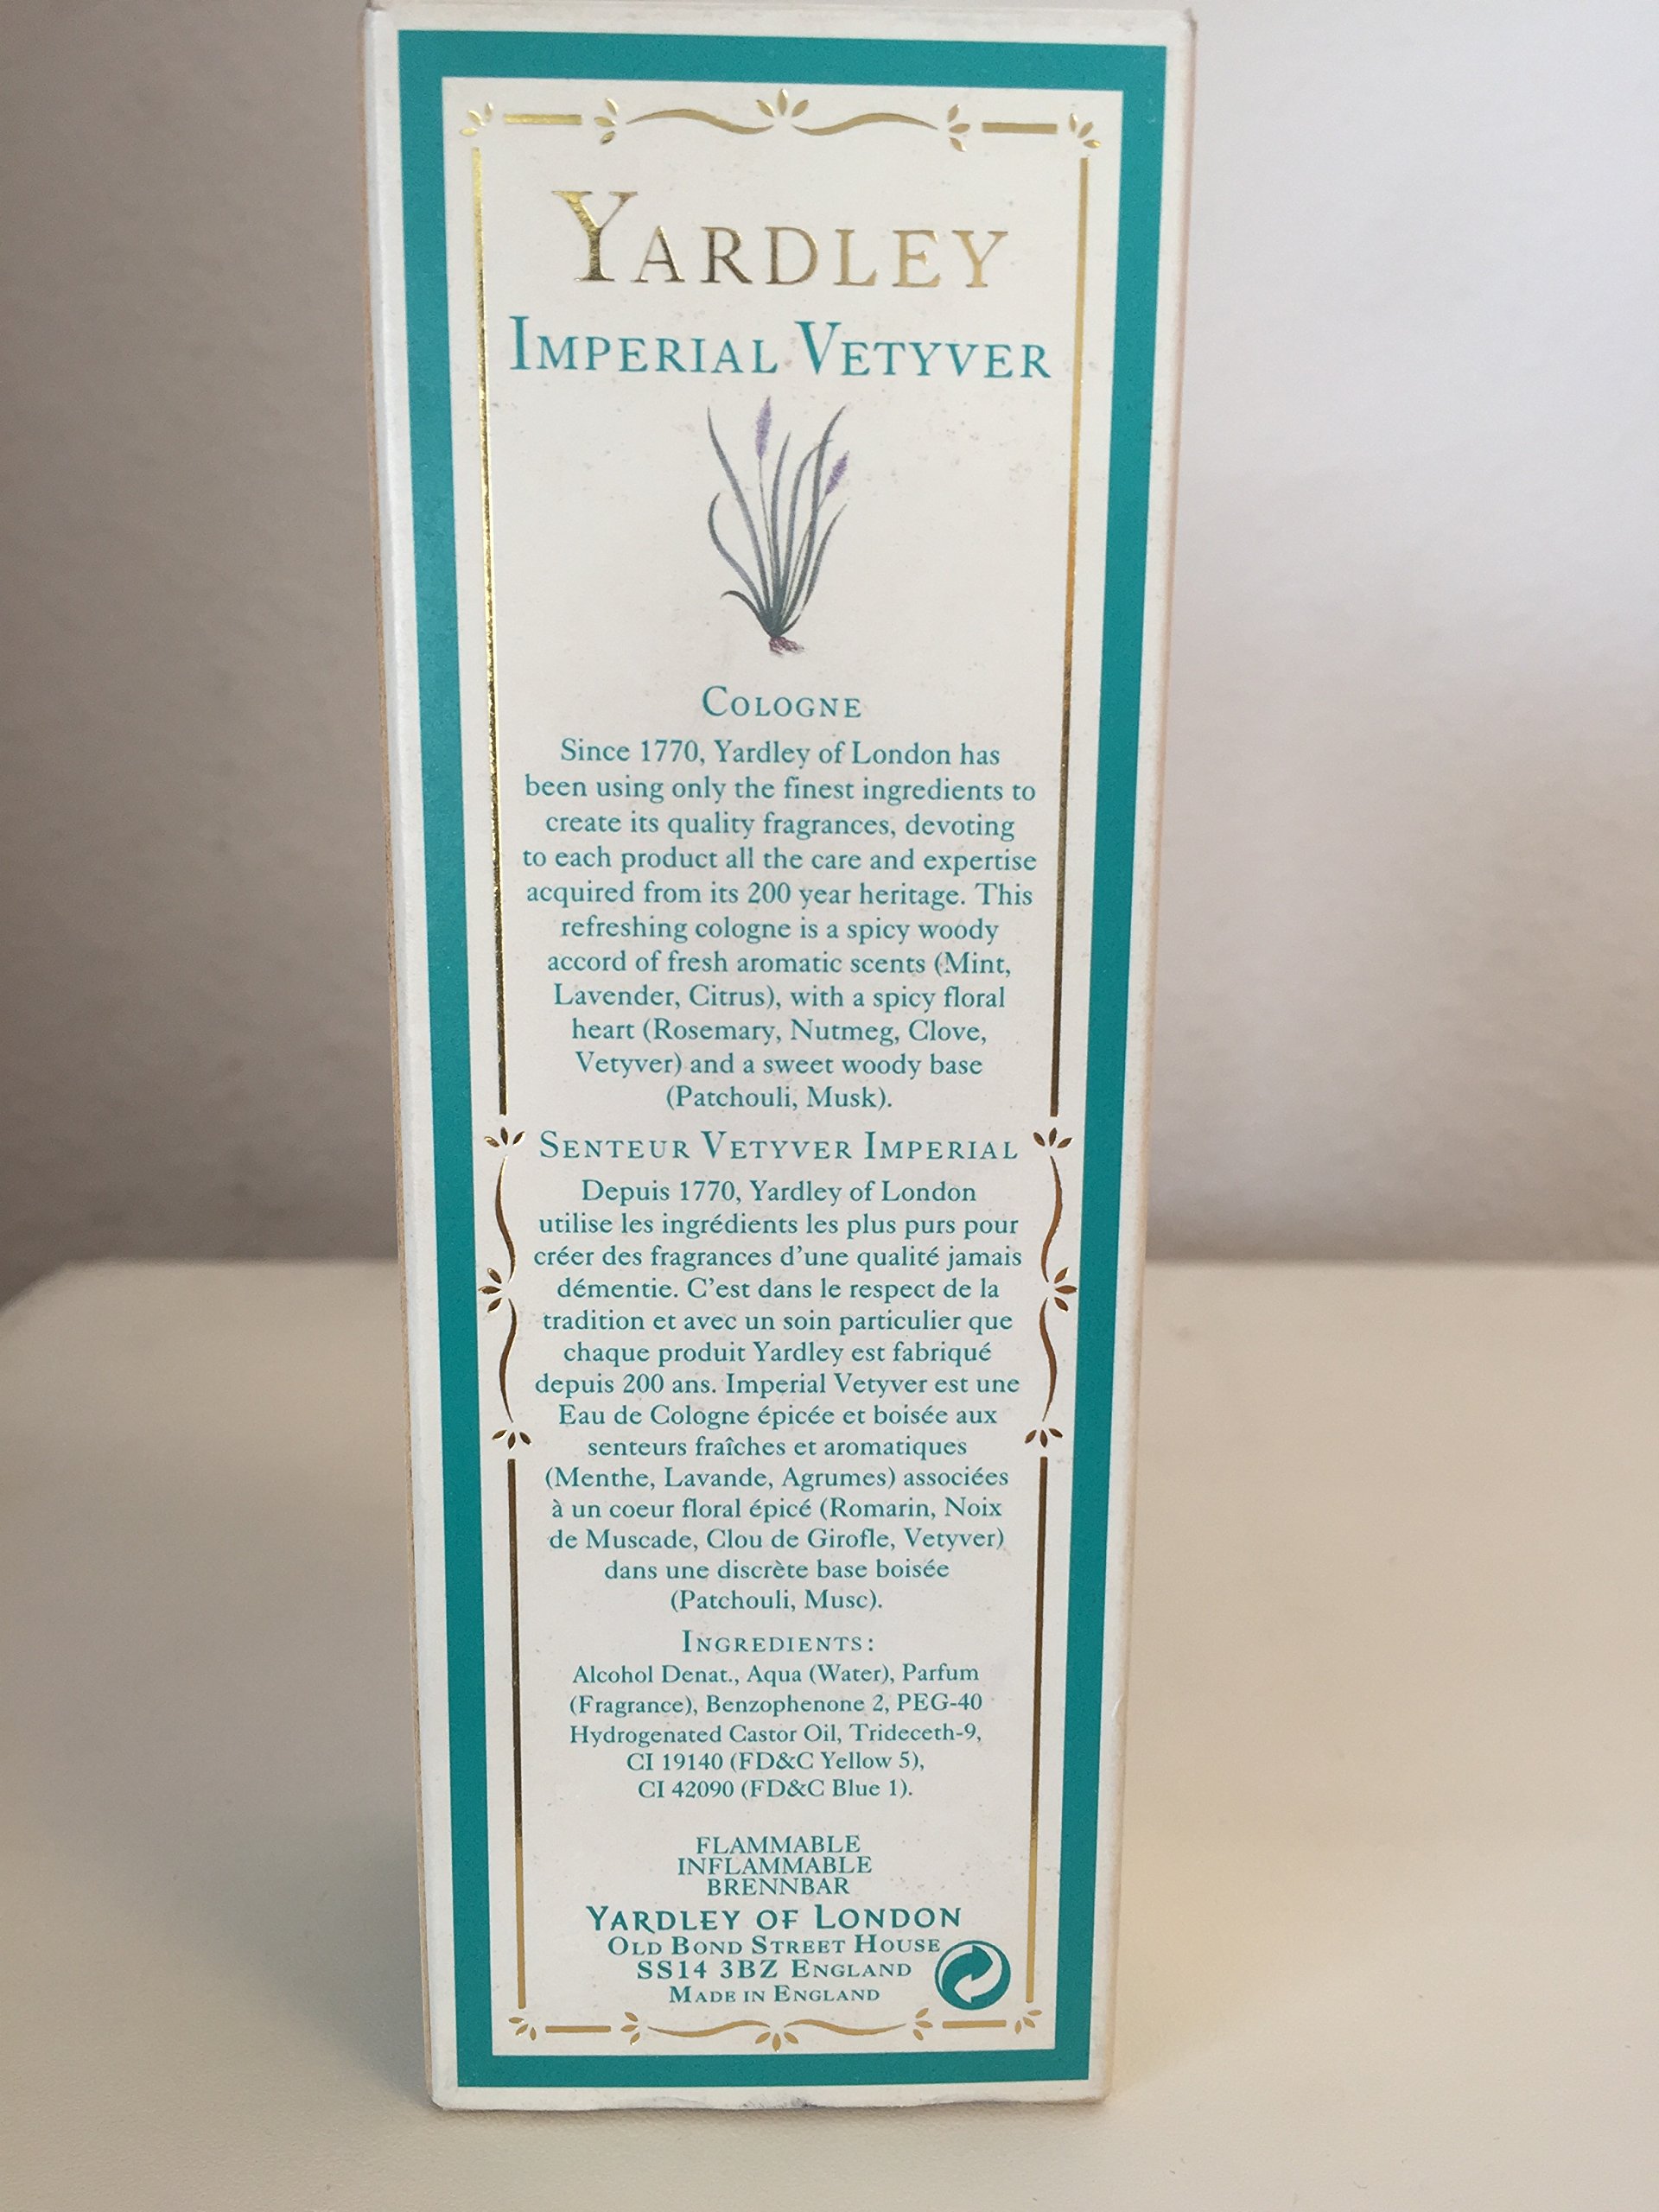 YARDLEY
IMPERIAL VETYVER
COLOGNE
Since 1770, Yardley of London has
been using only the finest ingredients to
create its quality fragrances, devoting
to each product all the care and expertise
acquired from its 200 year heritage. This
refreshing cologne is a spicy woody
accord of fresh aromatic scents (Mint,
Lavender, Citrus), with a spicy floral
heart (Rosemary, Nutmeg, Clove,
Vetyver) and a sweet woody base
(Patchouli, Musk).
SENTEUR VETYVER IMPERIAL
Depuis 1770, Yardley of London
utilise les ingrédients les plus purs pour
créer des fragrances d'une qualité jamais
démentie. C'est dans le respect de la
tradition et avec un soin particulier que
chaque produit Yardley est fabriqué
depuis 200 ans. Imperial Vetyver est une
Eau de Cologne épicée et boisée aux
senteurs fraîches et aromatiques
(Menthe, Lavande, Agrumes) associées
à un coeur floral épicé (Romarin, Noix
de Muscade, Clou de Girofle, Vetyver)
dans une discrète base boisée
(Patchouli, Musc).
INGREDIENTS:
Alcohol Denat., Aqua (Water), Parfum
(Fragrance), Benzophenone 2, PEG-40
Hydrogenated Castor Oil, Trideceth-9,
CI 19140 (FD&C Yellow 5),
CI 42090 (FD&C Blue 1).
FLAMMABLE
INFLAMMABLE
BRENNBAR
YARDLEY OF LONDON
OLD BOND STREET HOUSE
SS14 3BZ ENGLAND
MADE IN ENGLAND